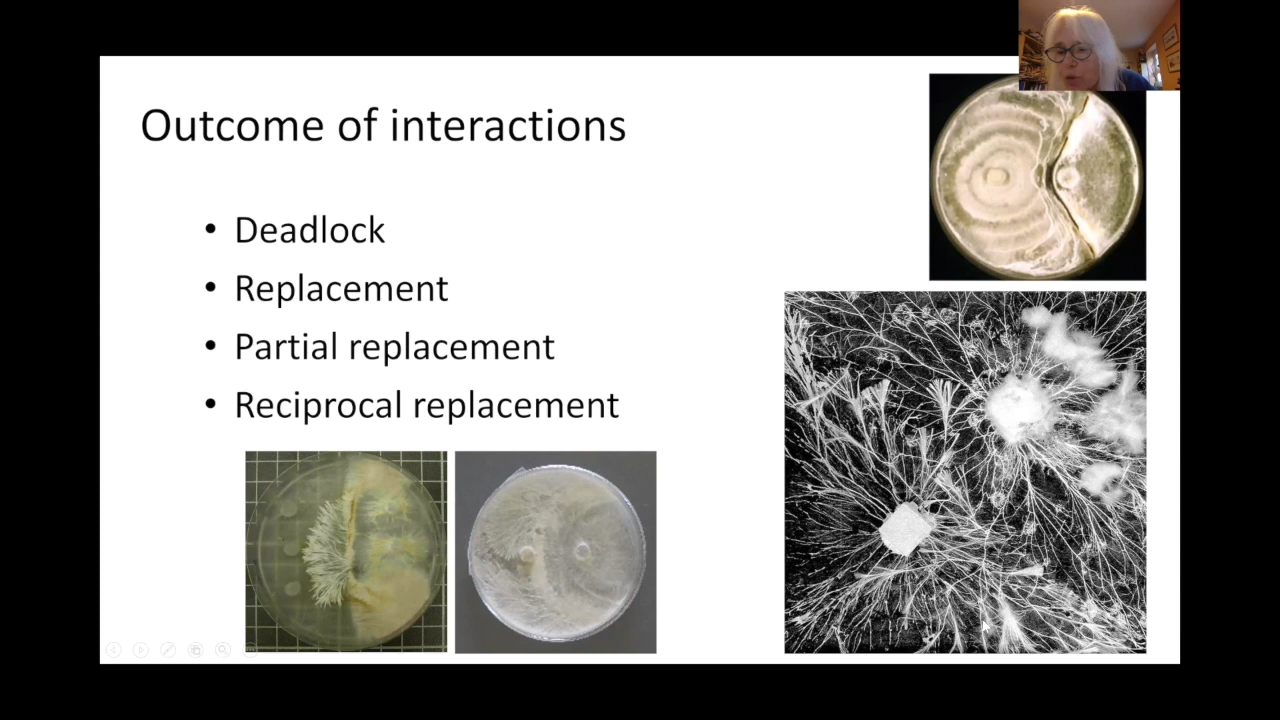 Outcome of interactions
• Deadlock
• Replacement
• Partial replacement
• Reciprocal replacement